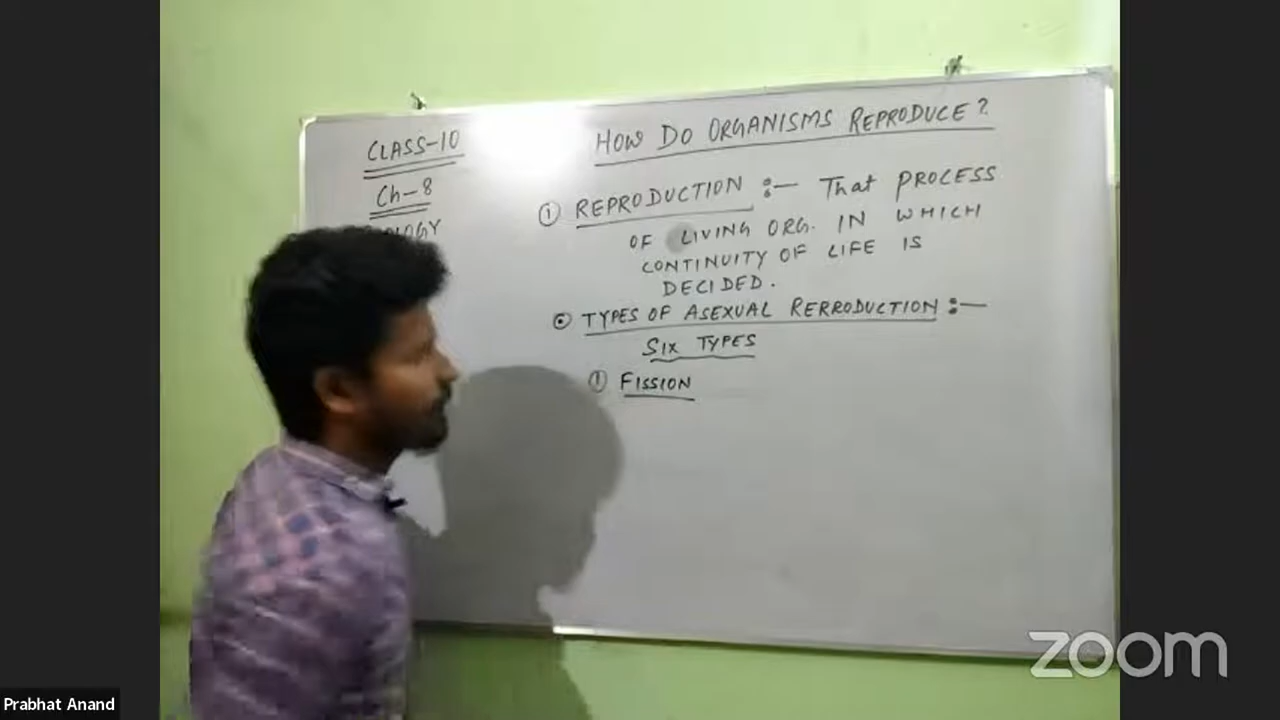 CLASS-10
Ch-8
HOW DO ORGANISMS REPRODUCE?
① REPRODUCTION :— That PROCESS
OF LIVING ORG. IN WHICH
CONTINUITY OF LIFE IS
DECIDED.
⊙ TYPES OF ASEXUAL RERRODUCTION :—
SIX TYPES
① FISSION
zoom
Prabhat Anand